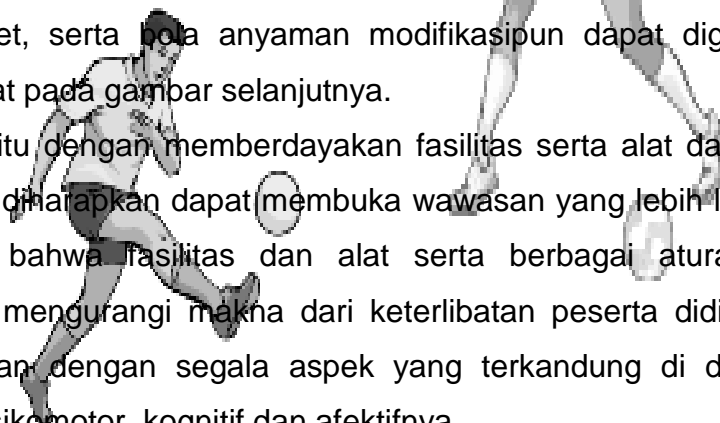 et, serta bola anyaman modifikasipun dapat dig
at pada gambar selanjutnya.
itu dengan memberdayakan fasilitas serta alat da
diharapkan dapat membuka wawasan yang lebih l
bahwa fasilitas dan alat serta berbagai atura
mengurangi makna dari keterlibatan peserta didi
an dengan segala aspek yang terkandung di d
sikomotor, kognitif dan afektifnya